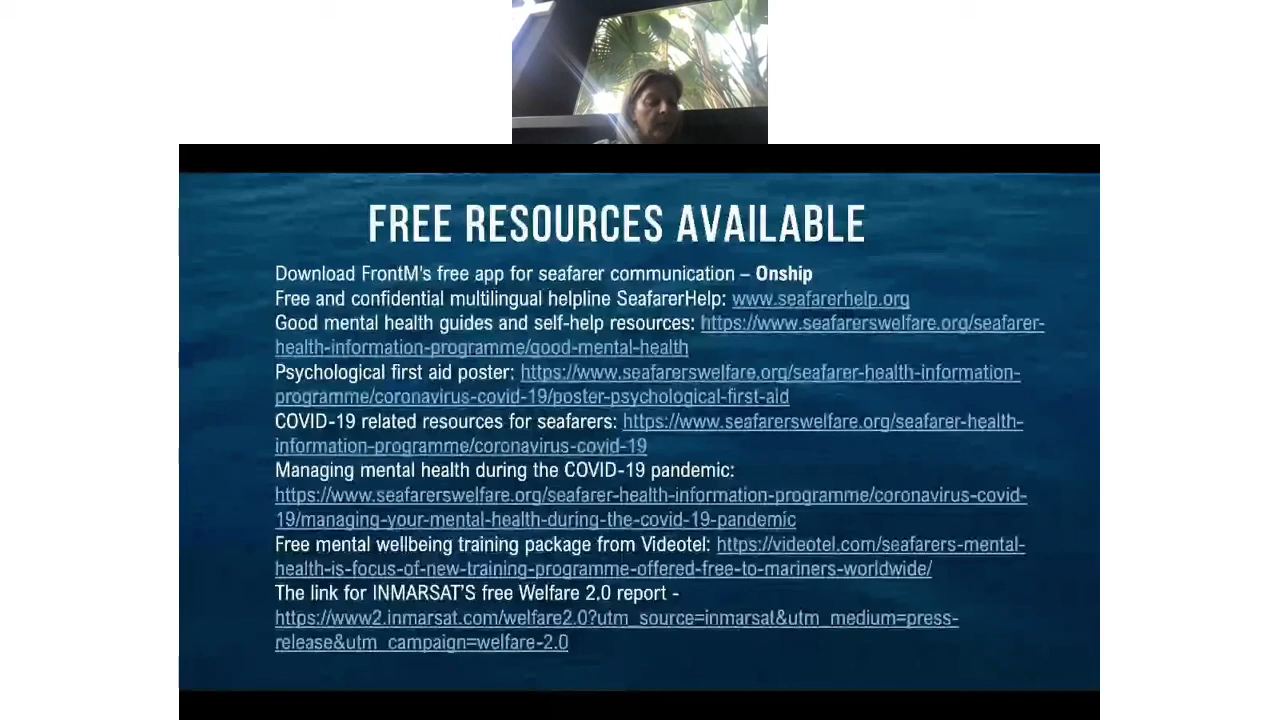 FREE RESOURCES AVAILABLE
Download FrontM's free app for seafarer communication – Onship
Free and confidential multilingual helpline SeafarerHelp: www.seafarerhelp.org
Good mental health guides and self-help resources: https://www.seafarerswelfare.org/seafarer-
health-information-programme/good-mental-health
Psychological first aid poster: https://www.seafarerswelfare.org/seafarer-health-information-
programme/coronavirus-covid-19/poster-psychological-first-aid
COVID-19 related resources for seafarers: https://www.seafarerswelfare.org/seafarer-health-
information-programme/coronavirus-covid-19
Managing mental health during the COVID-19 pandemic:
https://www.seafarerswelfare.org/seafarer-health-information-programme/coronavirus-covid-
19/managing-your-mental-health-during-the-covid-19-pandemic
Free mental wellbeing training package from Videotel: https://videotel.com/seafarers-mental-
health-is-focus-of-new-training-programme-offered-free-to-mariners-worldwide/
The link for INMARSAT'S free Welfare 2.0 report -
https://www2.inmarsat.com/welfare2.0?utm_source=inmarsat&utm_medium=press-
release&utm_campaign=welfare-2.0